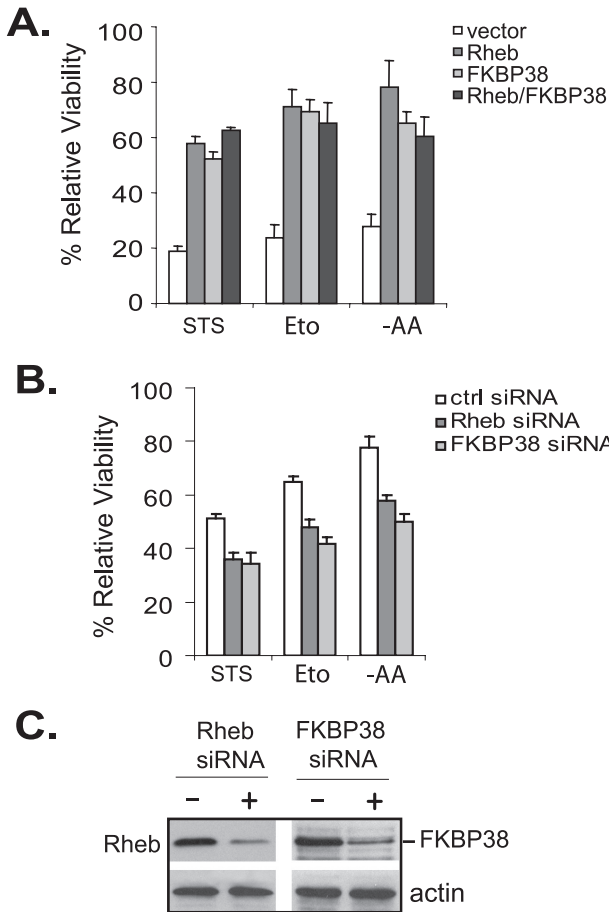 A.
vector
Rheb
FKBP38
Rheb/FKBP38
% Relative Viability
100
80
60
40
20
0
STS Eto -AA
B.
ctrl siRNA
Rheb siRNA
FKBP38 siRNA
% Relative Viability
100
80
60
40
20
0
STS Eto -AA
C.
Rheb siRNA
FKBP38 siRNA
− + − +
Rheb
–FKBP38
actin